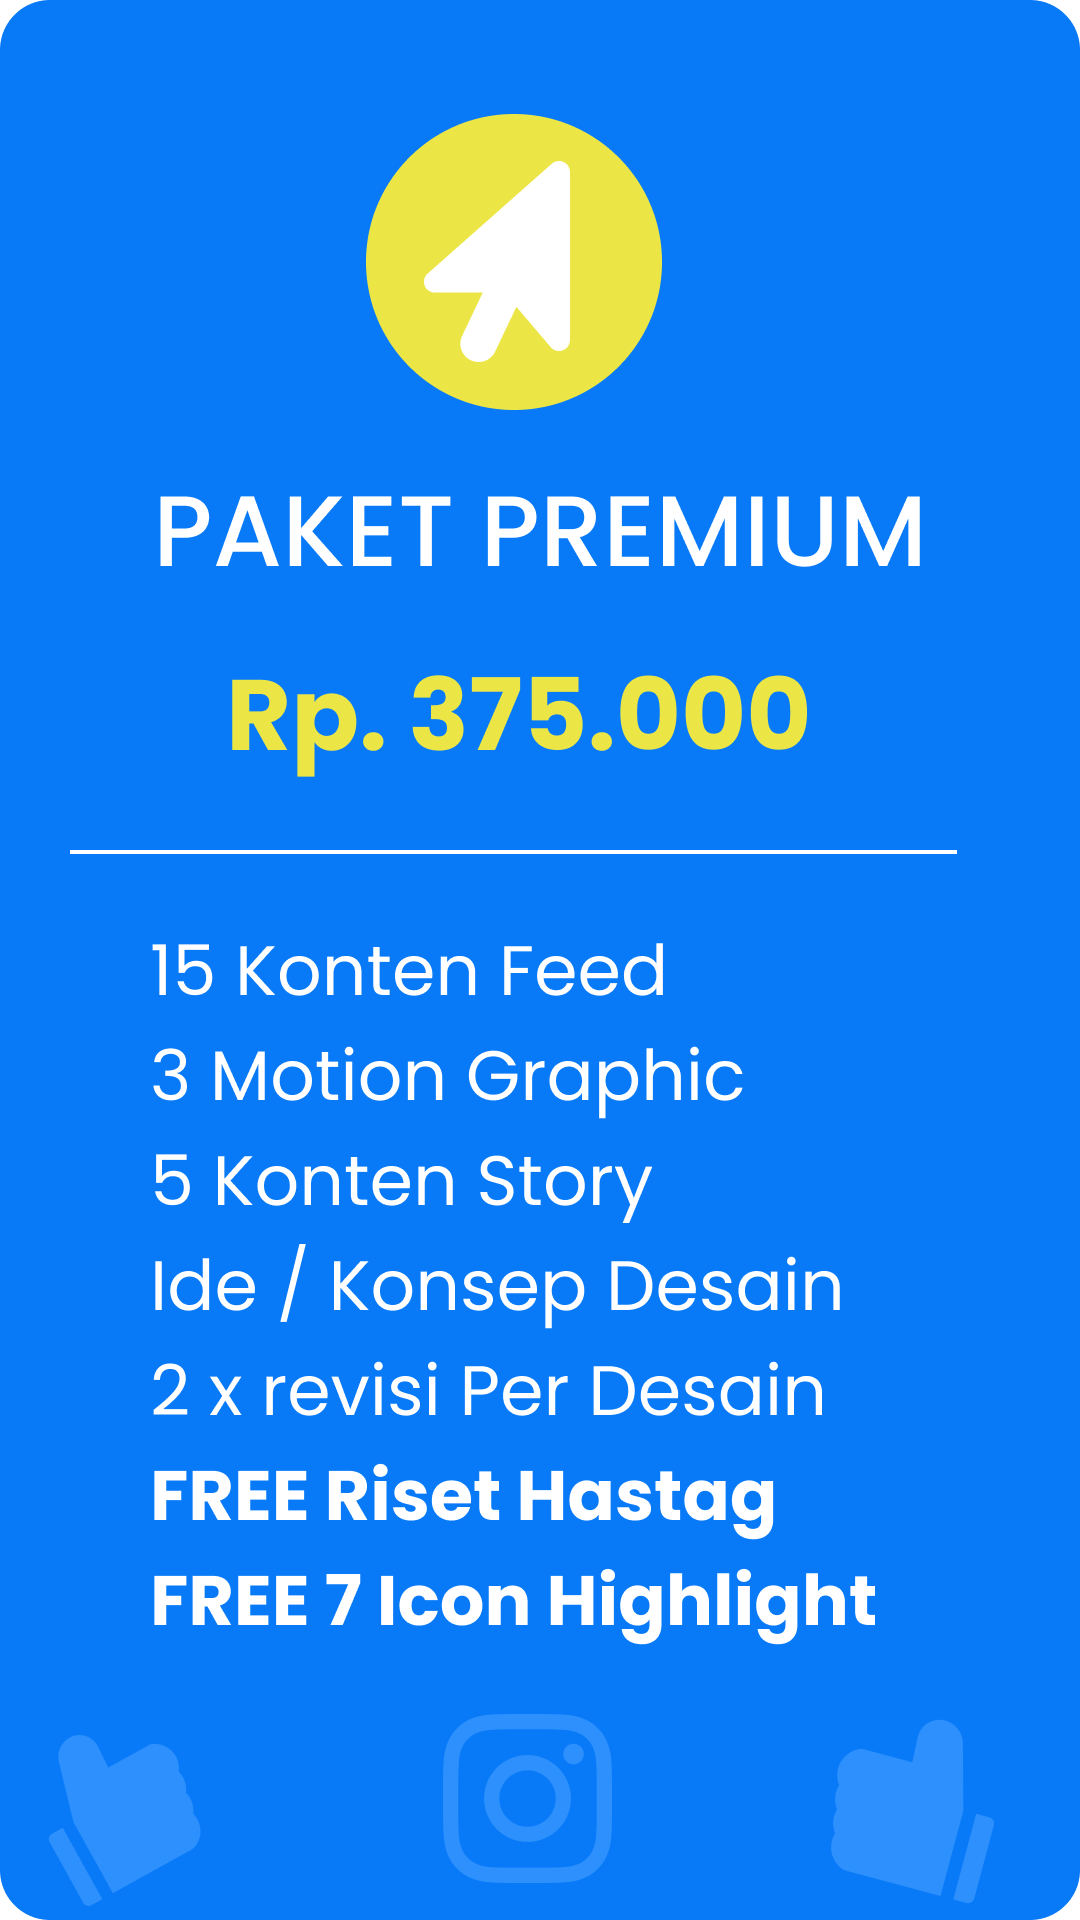 PAKET PREMIUM
Rp. 375.000
15 Konten Feed
3 Motion Graphic
5 Konten Story
Ide / Konsep Desain
2 x revisi Per Desain
FREE Riset Hastag
FREE 7 Icon Highlight